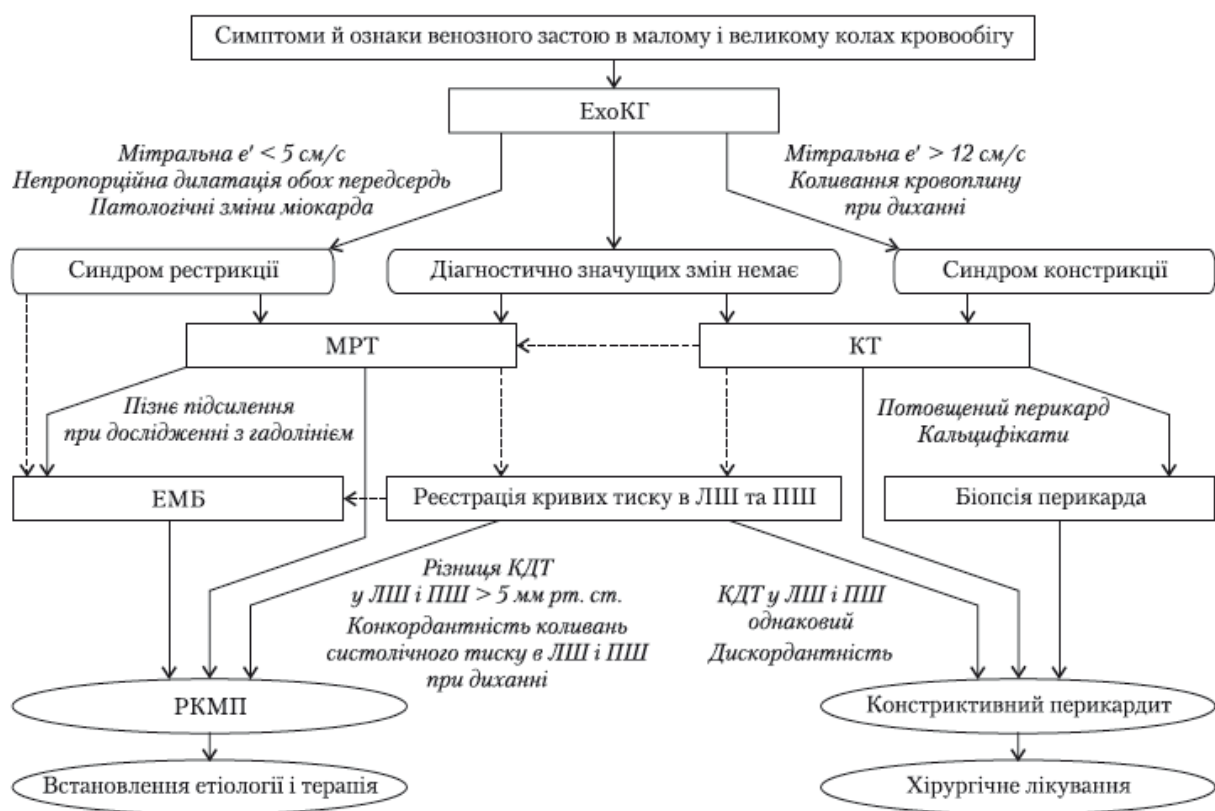 Симптоми й ознаки венозного застою в малому і великому колах кровообігу
ЕхоКГ
Мітральна e' < 5 см/с
Непропорційна дилатація обох передсердь
Патологічні зміни міокарда
Мітральна e' > 12 см/с
Коливання кровоплину
при диханні
Синдром рестрикції
Діагностично значущих змін немає
Синдром констрикції
МРТ
КТ
Пізнє підсилення
при дослідженні з гадолінієм
Потовщений перикард
Кальцифікати
ЕМБ
Реєстрація кривих тиску в ЛШ та ПШ
Біопсія перикарда
Різниця КДТ
у ЛШ і ПШ > 5 мм рт. ст.
Конкордантність коливань
систолічного тиску в ЛШ і ПШ
при диханні
КДТ у ЛШ і ПШ
однаковий
Дискордантність
РКМП
Констриктивний перикардит
Встановлення етіології і терапія
Хірургічне лікування